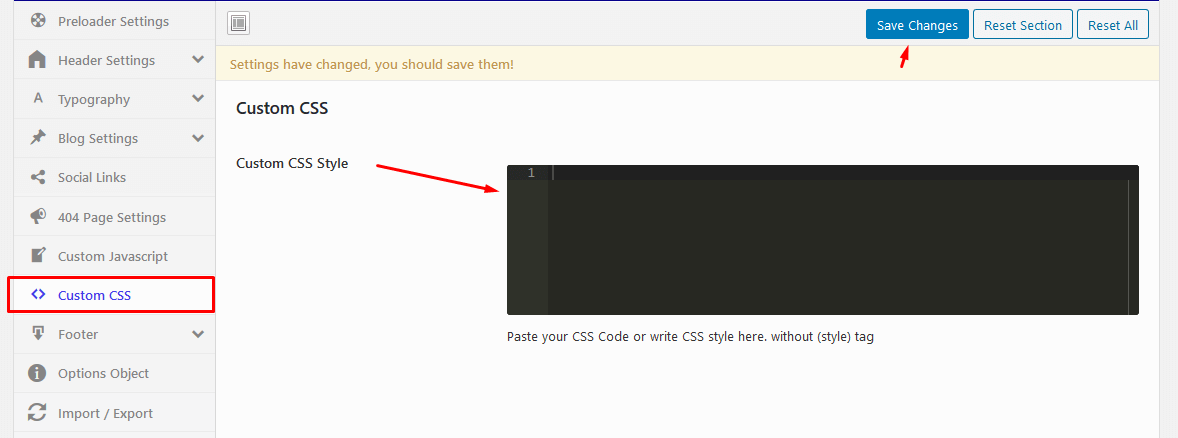 Preloader Settings
Header Settings
A Typography
Blog Settings
Social Links
404 Page Settings
Custom Javascript
Custom CSS
Footer
Options Object
Import / Export
Save Changes
Reset Section
Reset All
Settings have changed, you should save them!
Custom CSS
Custom CSS Style
1
Paste your CSS Code or write CSS style here. without (style) tag